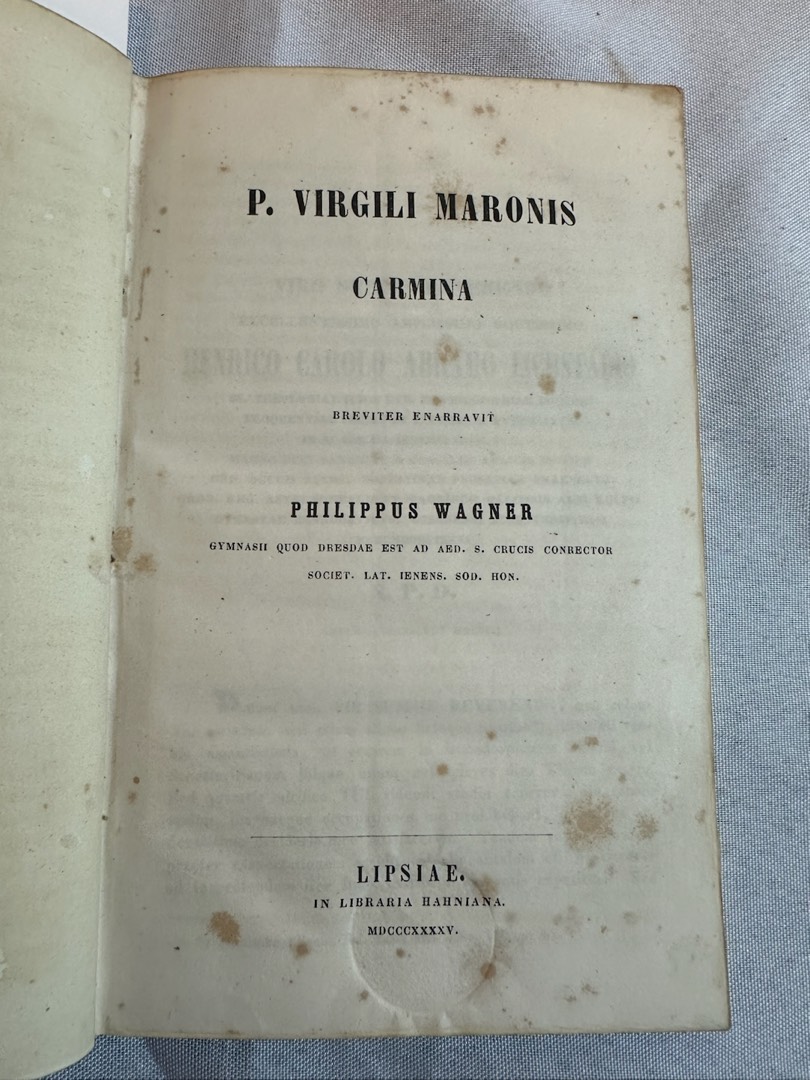 P. VIRGILI MARONIS
CARMINA
BREVITER ENARRAVIT
PHILIPPUS WAGNER
GYMNASII QUOD DRESDAE EST AD AED. S. CRUCIS CONRECTOR
SOCIET. LAT. IENENS. SOD. HON.
LIPSIAE.
IN LIBRARIA HAHNIANA.
MDCCCXXXXV.